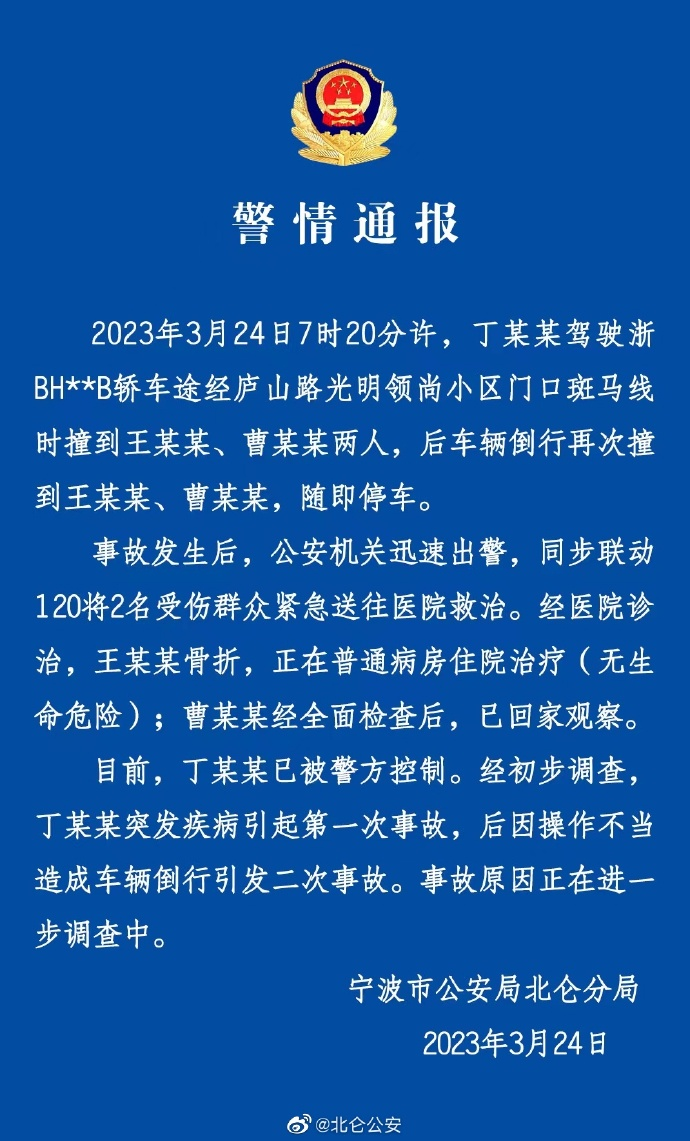 警情通报
2023年3月24日7时20分许，丁某某驾驶浙
BH**B轿车途经庐山路光明领尚小区门口斑马线
时撞到王某某、曹某某两人，后车辆倒行再次撞
到王某某、曹某某，随即停车。
事故发生后，公安机关迅速出警，同步联动
120将2名受伤群众紧急送往医院救治。经医院诊
治，王某某骨折，正在普通病房住院治疗（无生
命危险）；曹某某经全面检查后，已回家观察。
目前，丁某某已被警方控制。经初步调查，
丁某某突发疾病引起第一次事故，后因操作不当
造成车辆倒行引发二次事故。事故原因正在进一
步调查中。
宁波市公安局北仑分局
2023年3月24日
@北仑公安